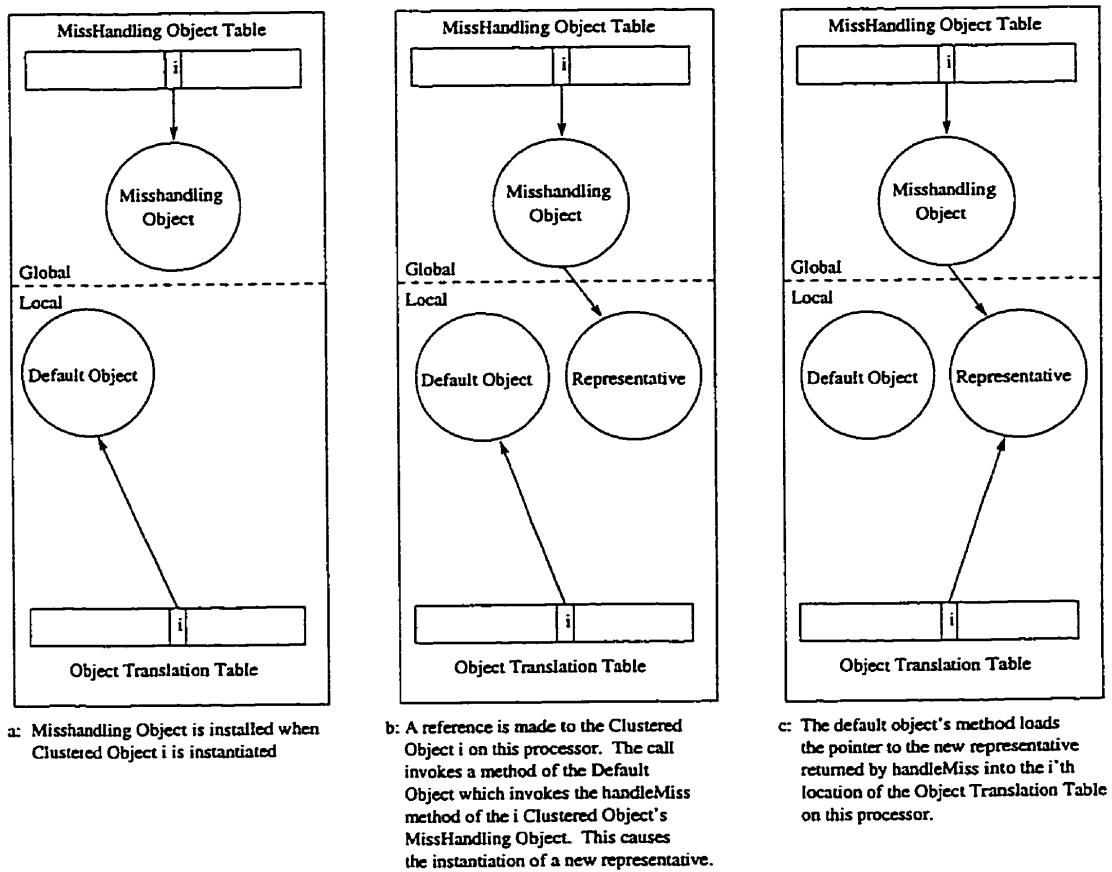 MissHandling Object Table
i
Misshandling
Object
Global
Local
Default Object
i
Object Translation Table
a: Misshandling Object is installed when
Clustered Object i is instantiated
MissHandling Object Table
i
Misshandling
Object
Global
Local
Default Object
Representative
i
Object Translation Table
b: A reference is made to the Clustered
Object i on this processor. The call
invokes a method of the Default
Object which invokes the handleMiss
method of the i Clustered Object's
MissHandling Object. This causes
the instantiation of a new representative.
MissHandling Object Table
i
Misshandling
Object
Global
Local
Default Object
Representative
i
Object Translation Table
c: The default object's method loads
the pointer to the new representative
returned by handleMiss into the i'th
location of the Object Translation Table
on this processor.